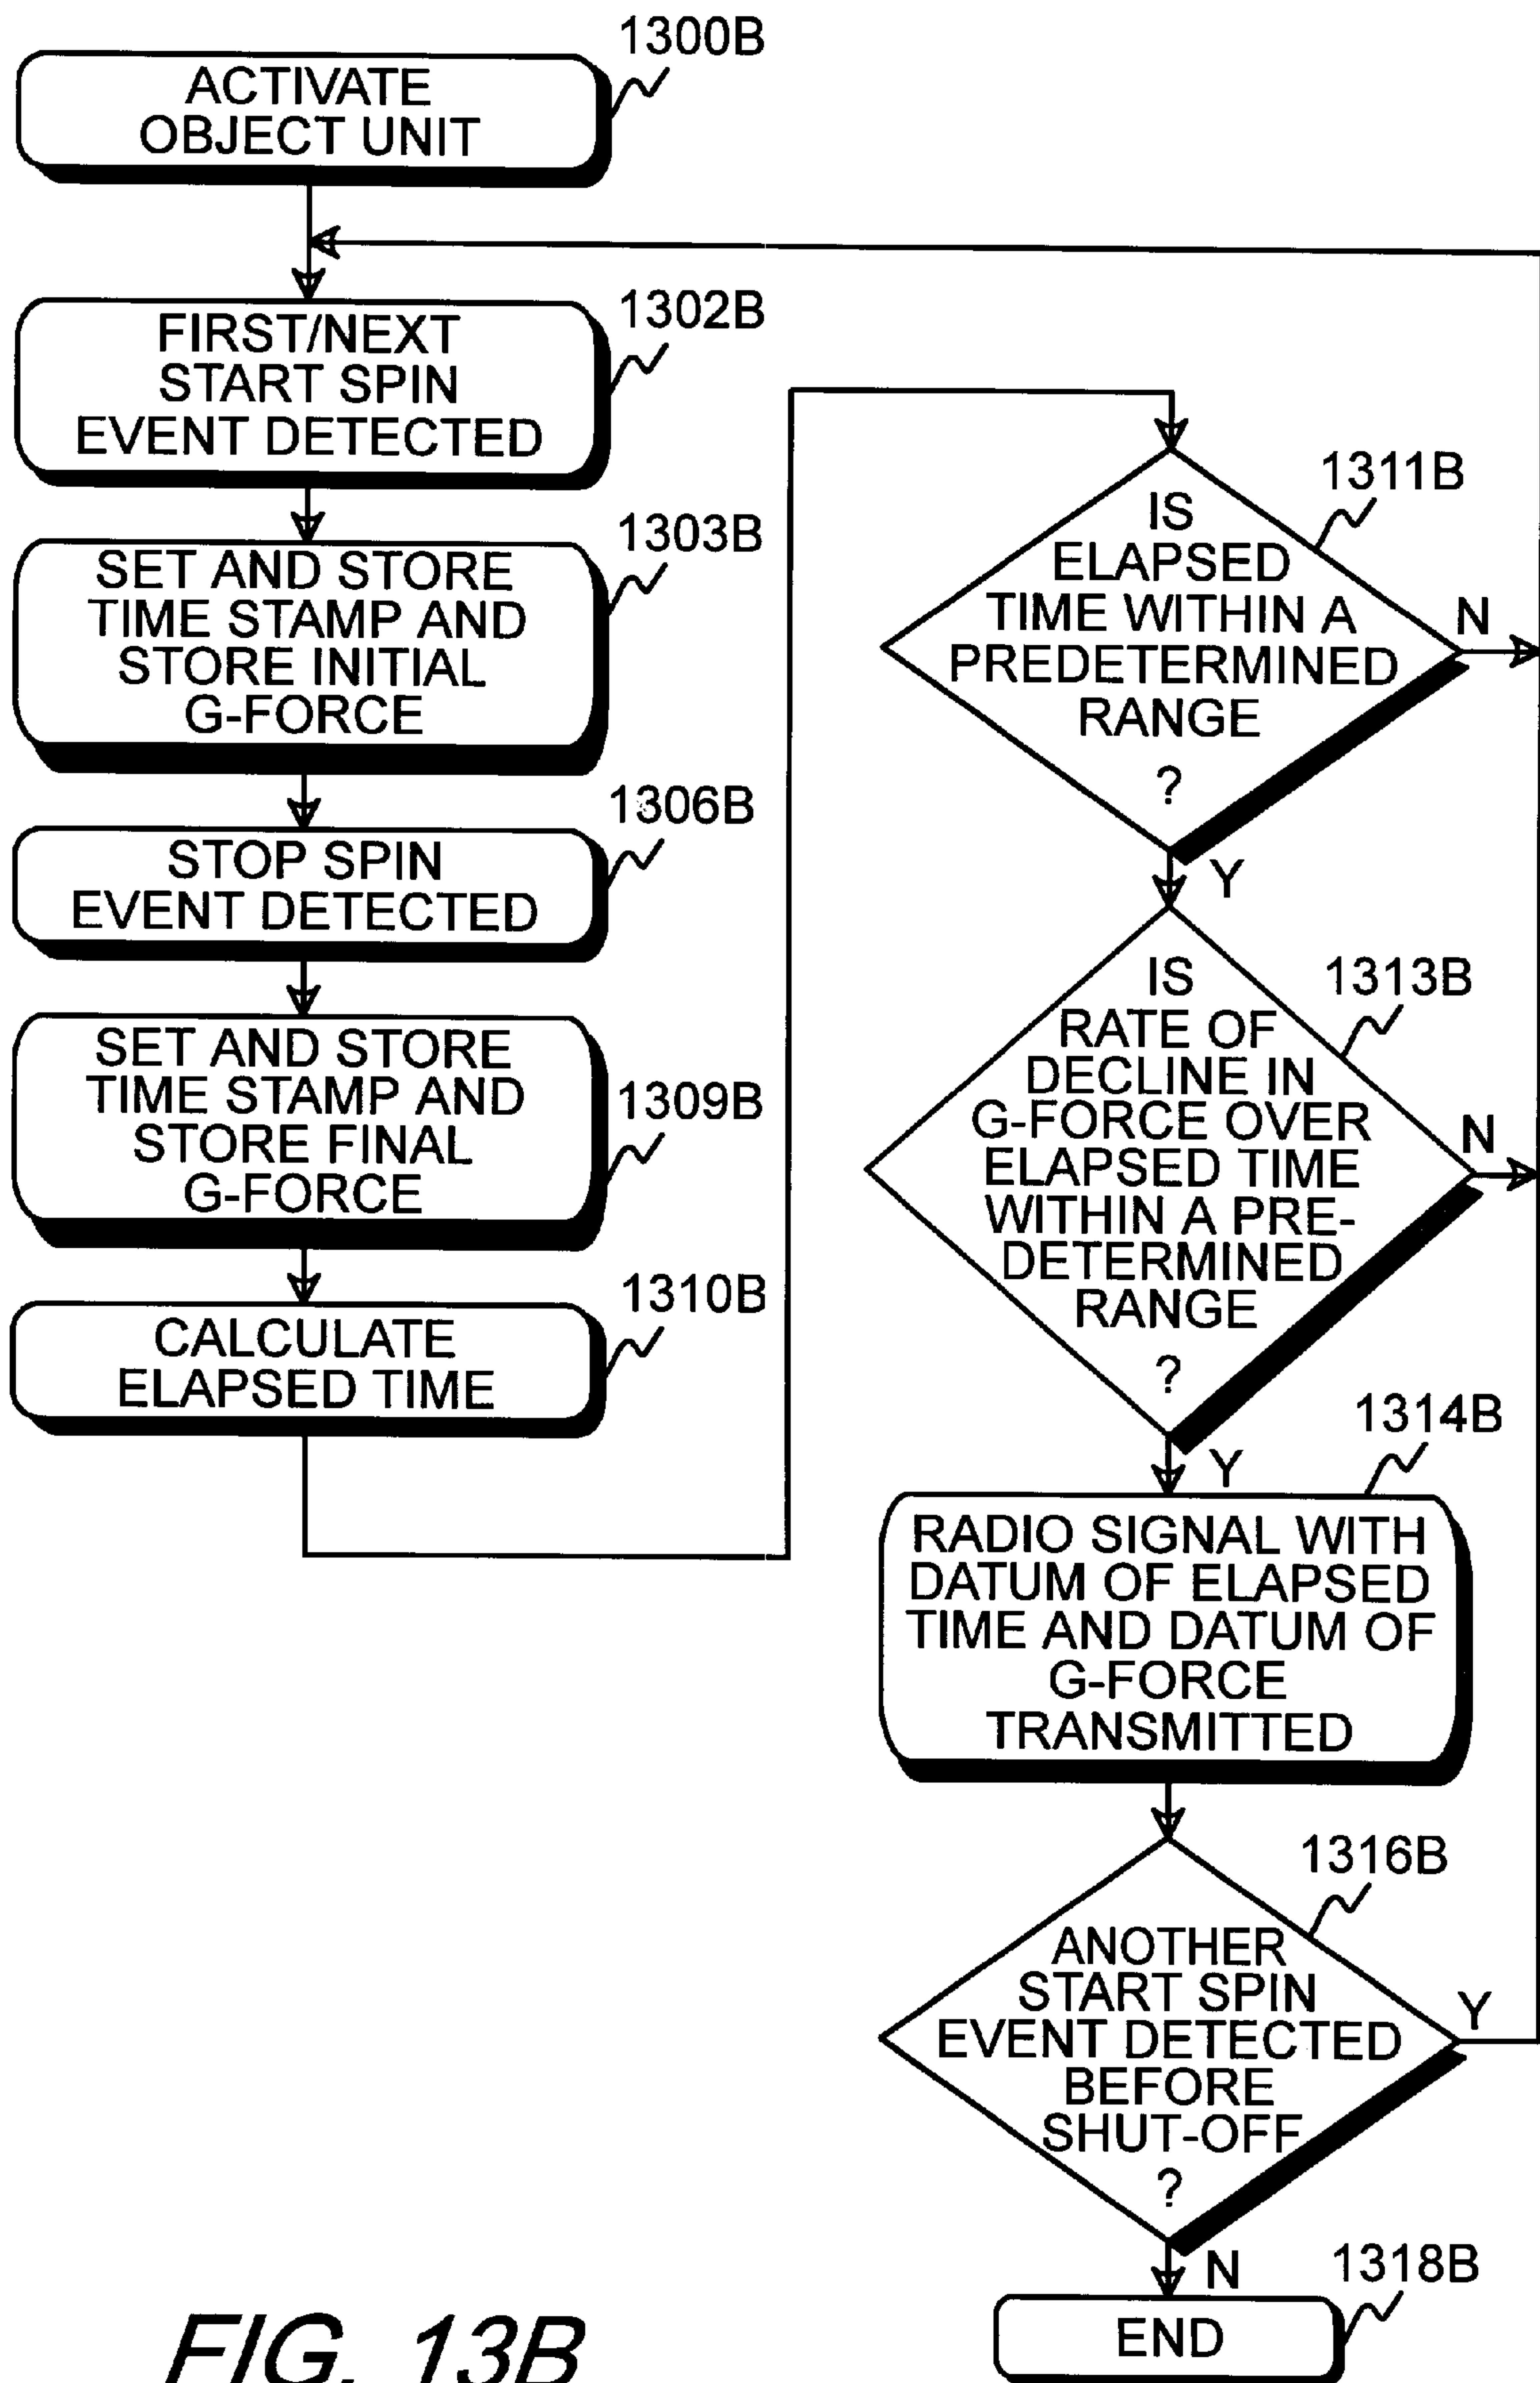 1300B
ACTIVATE
OBJECT UNIT
1302B
FIRST/NEXT
START SPIN
EVENT DETECTED
1303B
SET AND STORE
TIME STAMP AND
STORE INITIAL
G-FORCE
1306B
STOP SPIN
EVENT DETECTED
1309B
SET AND STORE
TIME STAMP AND
STORE FINAL
G-FORCE
1310B
CALCULATE
ELAPSED TIME
1311B
IS
ELAPSED
TIME WITHIN A
PREDETERMINED
RANGE
?
N
Y
1313B
IS
RATE OF
DECLINE IN
G-FORCE OVER
ELAPSED TIME
WITHIN A PRE-
DETERMINED
RANGE
?
N
Y
1314B
RADIO SIGNAL WITH
DATUM OF ELAPSED
TIME AND DATUM OF
G-FORCE
TRANSMITTED
1316B
ANOTHER
START SPIN
EVENT DETECTED
BEFORE
SHUT-OFF
?
Y
N
1318B
END
FIG. 13B